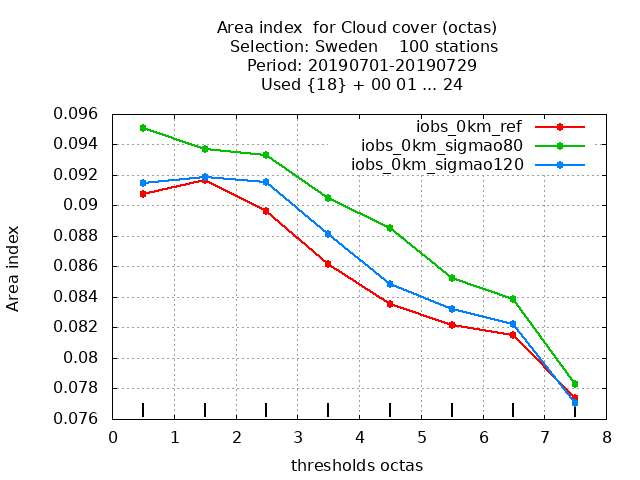 Area index  for Cloud cover (octas)
Selection: Sweden    100 stations
Period: 20190701-20190729
Used {18} + 00 01 ... 24
iobs_0km_ref
iobs_0km_sigmao80
iobs_0km_sigmao120
0.096
0.094
0.092
0.09
0.088
0.086
0.084
0.082
0.08
0.078
0.076
Area index
0 1 2 3 4 5 6 7 8
thresholds octas